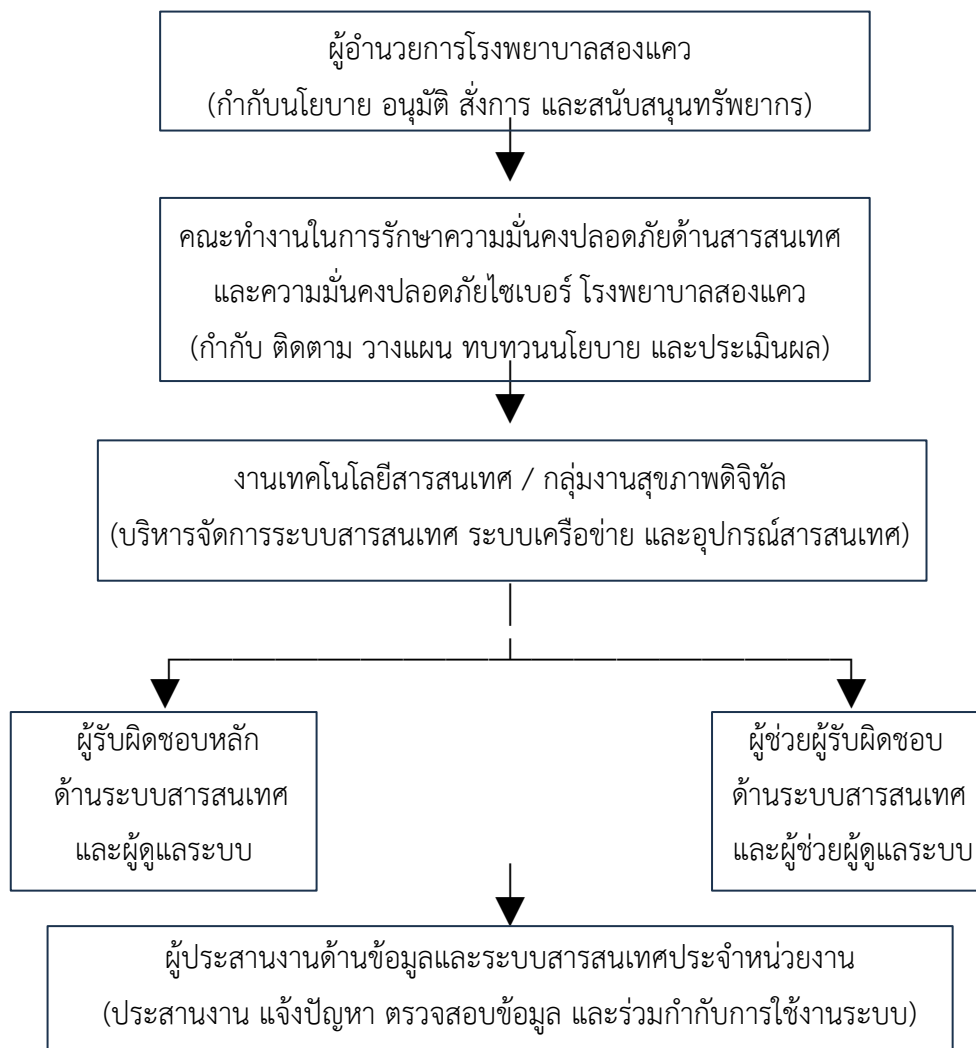 ผู้อำนวยการโรงพยาบาลสองแคว
(กำกับนโยบาย อนุมัติ สั่งการ และสนับสนุนทรัพยากร)
คณะทำงานในการรักษาความมั่นคงปลอดภัยด้านสารสนเทศ
และความมั่นคงปลอดภัยไซเบอร์ โรงพยาบาลสองแคว
(กำกับ ติดตาม วางแผน ทบทวนนโยบาย และประเมินผล)
งานเทคโนโลยีสารสนเทศ / กลุ่มงานสุขภาพดิจิทัล
(บริหารจัดการระบบสารสนเทศ ระบบเครือข่าย และอุปกรณ์สารสนเทศ)
ผู้รับผิดชอบหลัก
ด้านระบบสารสนเทศ
และผู้ดูแลระบบ
ผู้ช่วยผู้รับผิดชอบ
ด้านระบบสารสนเทศ
และผู้ช่วยผู้ดูแลระบบ
ผู้ประสานงานด้านข้อมูลและระบบสารสนเทศประจำหน่วยงาน
(ประสานงาน แจ้งปัญหา ตรวจสอบข้อมูล และร่วมกำกับการใช้งานระบบ)